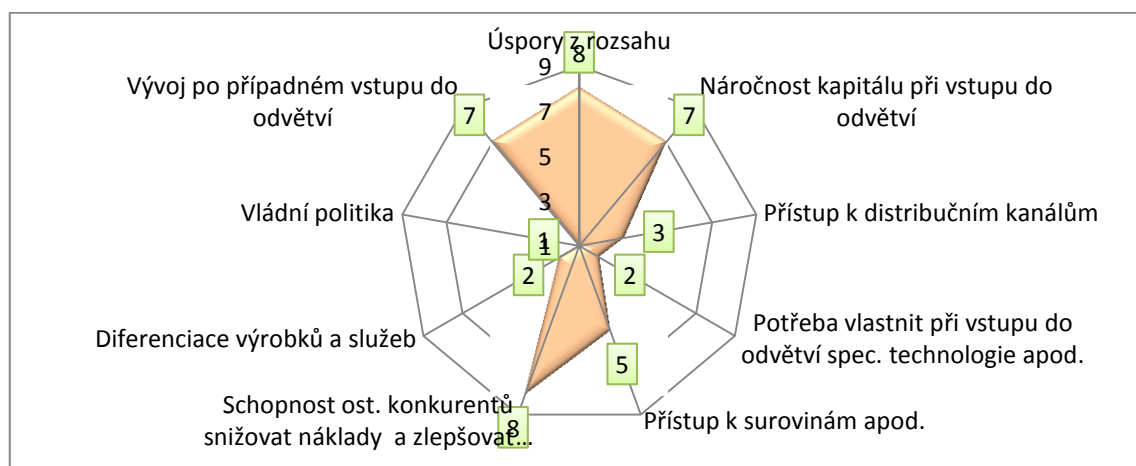 Úspory z rozsahu
8
9
Vývoj po případném vstupu do
odvětví
7
Náročnost kapitálu při vstupu do
odvětví
7
7
5
3
1
Vládní politika
1
Přístup k distribučním kanálům
3
Diferenciace výrobků a služeb
2
2
Potřeba vlastnit při vstupu do
odvětví spec. technologie apod.
5
Schopnost ost. konkurentů
snižovat náklady a zlepšovat…
8
Přístup k surovinám apod.